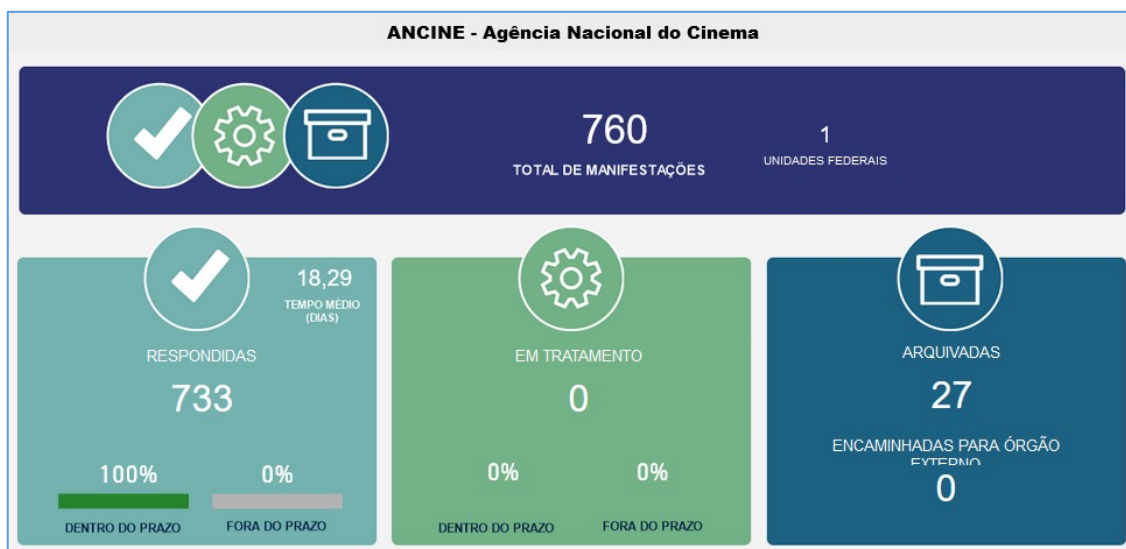 ANCINE - Agência Nacional do Cinema
760
TOTAL DE MANIFESTAÇÕES
1
UNIDADES FEDERAIS
18,29
TEMPO MÉDIO
(DIAS)
RESPONDIDAS
733
100%
0%
DENTRO DO PRAZO
FORA DO PRAZO
EM TRATAMENTO
0
0%
0%
DENTRO DO PRAZO
FORA DO PRAZO
ARQUIVADAS
27
ENCAMINHADAS PARA ÓRGÃO
EXTERNO
0